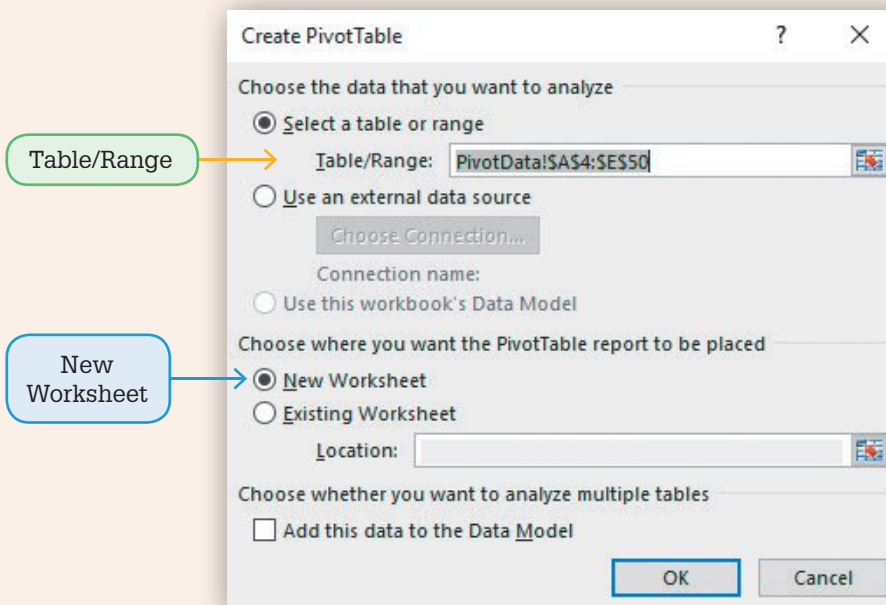 Create PivotTable ? ×
Choose the data that you want to analyze
Select a table or range
Table/Range
Table/Range: PivotData!$A$4:$E$50
Use an external data source
Choose Connection...
Connection name:
Use this workbook's Data Model
Choose where you want the PivotTable report to be placed
New
Worksheet
New Worksheet
Existing Worksheet
Location:
Choose whether you want to analyze multiple tables
Add this data to the Data Model
OK Cancel